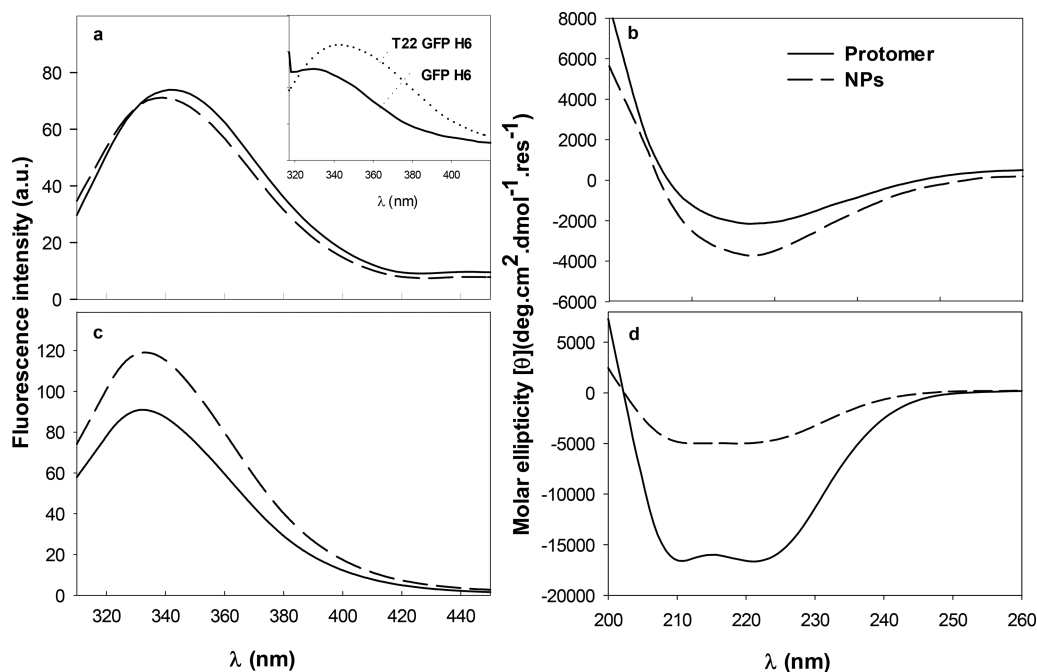 a
80
60
40
20
0
Fluorescence intensity (a.u.)
T22 GFP H6
GFP H6
320 340 360 380 400
λ (nm)
b
8000
6000
4000
2000
0
-2000
-4000
-6000
Protomer
NPs
Molar ellipticity [θ](deg.cm².dmol⁻¹.res⁻¹)
c
120
100
80
60
40
20
0
320 340 360 380 400 420 440
λ (nm)
d
5000
0
-5000
-10000
-15000
-20000
200 210 220 230 240 250 260
λ (nm)